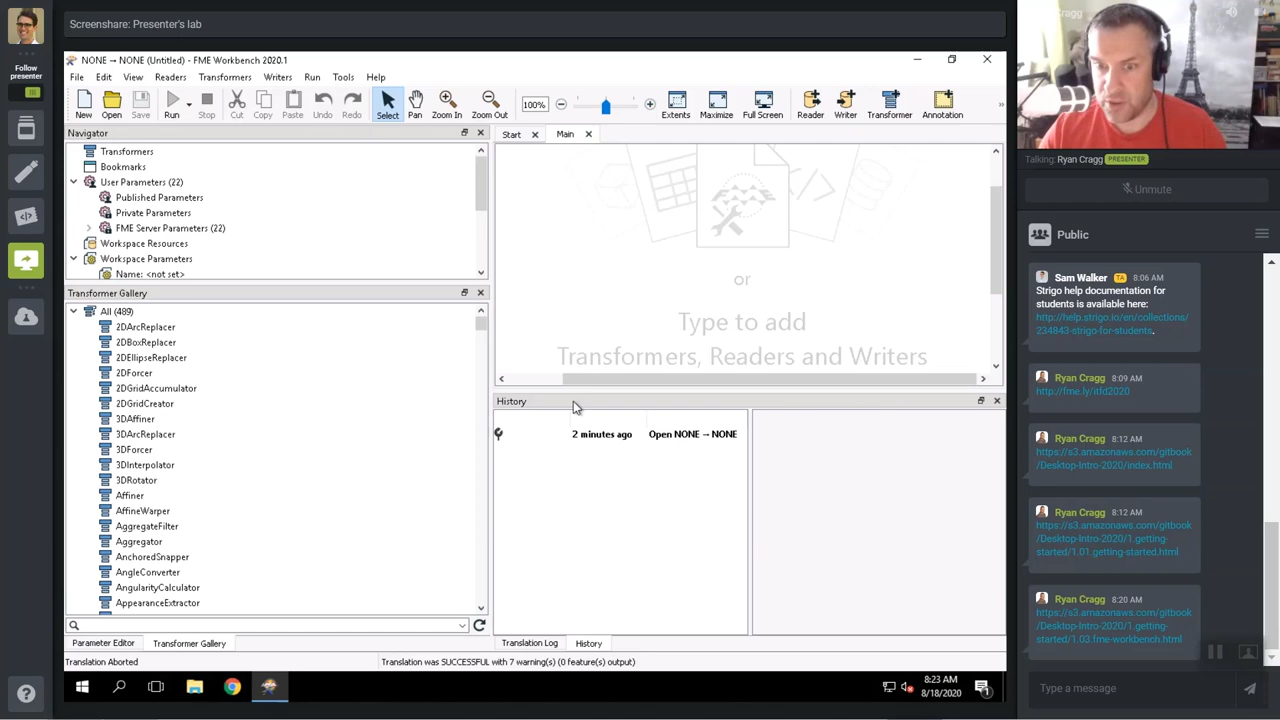 Screenshare: Presenter's lab
Follow
presenter
NONE → NONE (Untitled) - FME Workbench 2020.1
File Edit View Readers Transformers Writers Run Tools Help
New Open Save Run Stop Cut Copy Paste Undo Redo Select Pan Zoom In 100% Zoom Out Extents Maximize Full Screen Reader Writer Transformer Annotation
Navigator
Transformers
Bookmarks
User Parameters (22)
Published Parameters
Private Parameters
FME Server Parameters (22)
Workspace Resources
Workspace Parameters
Name: <not set>
Transformer Gallery
All (489)
2DArcReplacer
2DBoxReplacer
2DEllipseReplacer
2DForcer
2DGridAccumulator
2DGridCreator
3DAffiner
3DArcReplacer
3DForcer
3DInterpolator
3DRotator
Affiner
AffineWarper
AggregateFilter
Aggregator
AnchoredSnapper
AngleConverter
AngularityCalculator
AppearanceExtractor
Parameter Editor Transformer Gallery
Start Main
or
Type to add
Transformers, Readers and Writers
History
2 minutes ago Open NONE → NONE
Translation Log History
Translation Aborted
Translation was SUCCESSFUL with 7 warning(s) (0 feature(s) output)
8:23 AM
8/18/2020
1
Cragg
Talking: Ryan Cragg PRESENTER
Unmute
Public
Sam Walker TA 8:06 AM
Strigo help documentation for
students is available here:
http://help.strigo.io/en/collections/
234843-strigo-for-students.
Ryan Cragg 8:09 AM
http://fme.ly/itfd2020
Ryan Cragg 8:12 AM
https://s3.amazonaws.com/gitbook
/Desktop-Intro-2020/index.html
Ryan Cragg 8:12 AM
https://s3.amazonaws.com/gitbook
/Desktop-Intro-2020/1.getting-
started/1.01.getting-started.html
Ryan Cragg 8:20 AM
https://s3.amazonaws.com/gitbook
/Desktop-Intro-2020/1.getting-
started/1.03.fme-workbench.html
Type a message